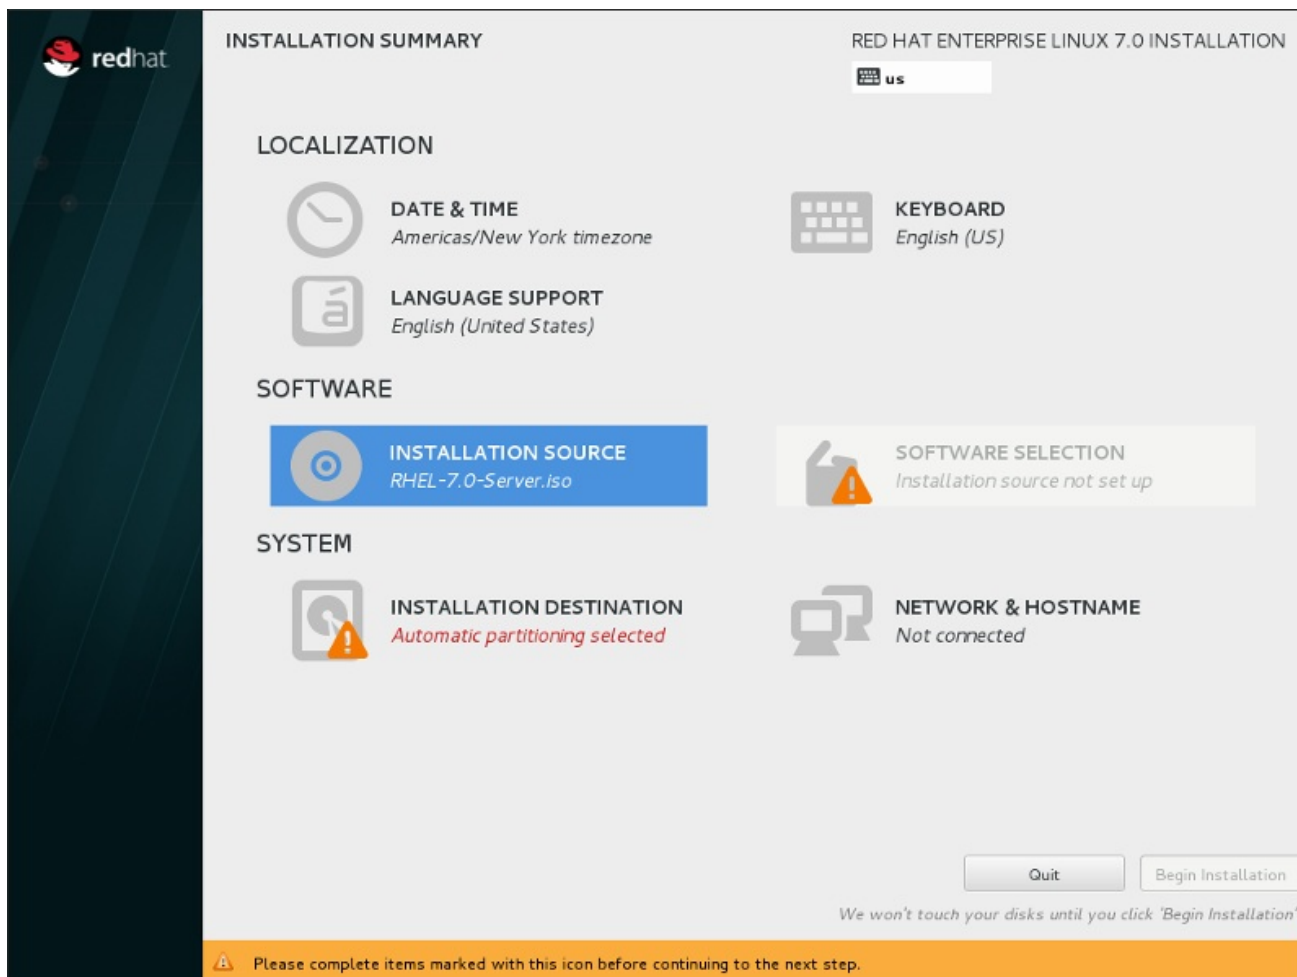 redhat
INSTALLATION SUMMARY
RED HAT ENTERPRISE LINUX 7.0 INSTALLATION
us
LOCALIZATION
DATE & TIME
Americas/New York timezone
KEYBOARD
English (US)
LANGUAGE SUPPORT
English (United States)
SOFTWARE
INSTALLATION SOURCE
RHEL-7.0-Server.iso
SOFTWARE SELECTION
Installation source not set up
SYSTEM
INSTALLATION DESTINATION
Automatic partitioning selected
NETWORK & HOSTNAME
Not connected
Quit
Begin Installation
We won't touch your disks until you click 'Begin Installation'
Please complete items marked with this icon before continuing to the next step.